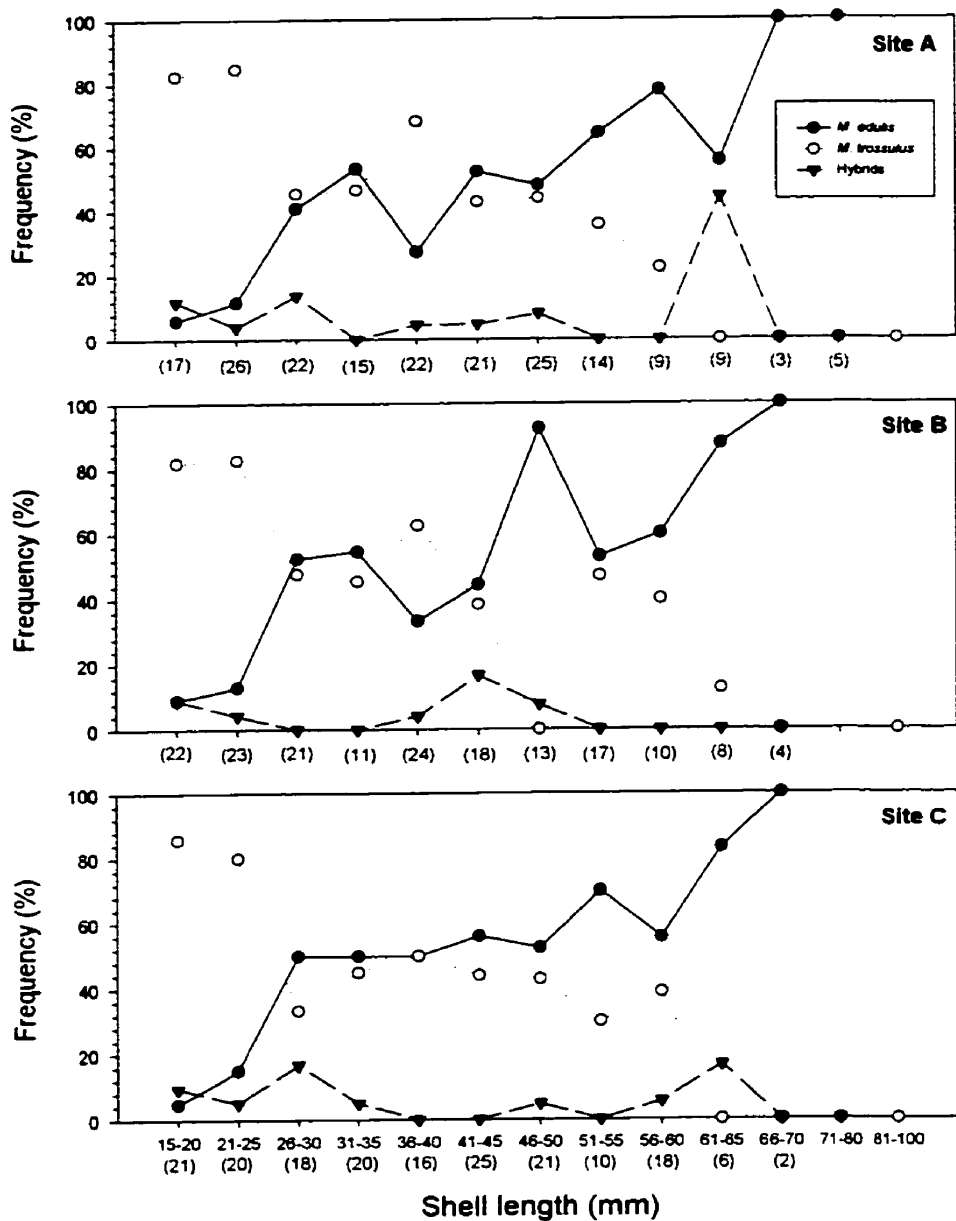 Site A
Frequency (%)
100
80
60
40
20
0
M. edulis
M. trossulus
Hybrids
(17) (26) (22) (15) (22) (21) (25) (14) (9) (9) (3) (5)
Site B
Frequency (%)
100
80
60
40
20
0
(22) (23) (21) (11) (24) (18) (13) (17) (10) (8) (4)
Site C
Frequency (%)
100
80
60
40
20
0
15-20 21-25 26-30 31-35 36-40 41-45 46-50 51-55 56-60 61-65 66-70 71-80 81-100
(21) (20) (18) (20) (16) (25) (21) (10) (18) (6) (2)
Shell length (mm)